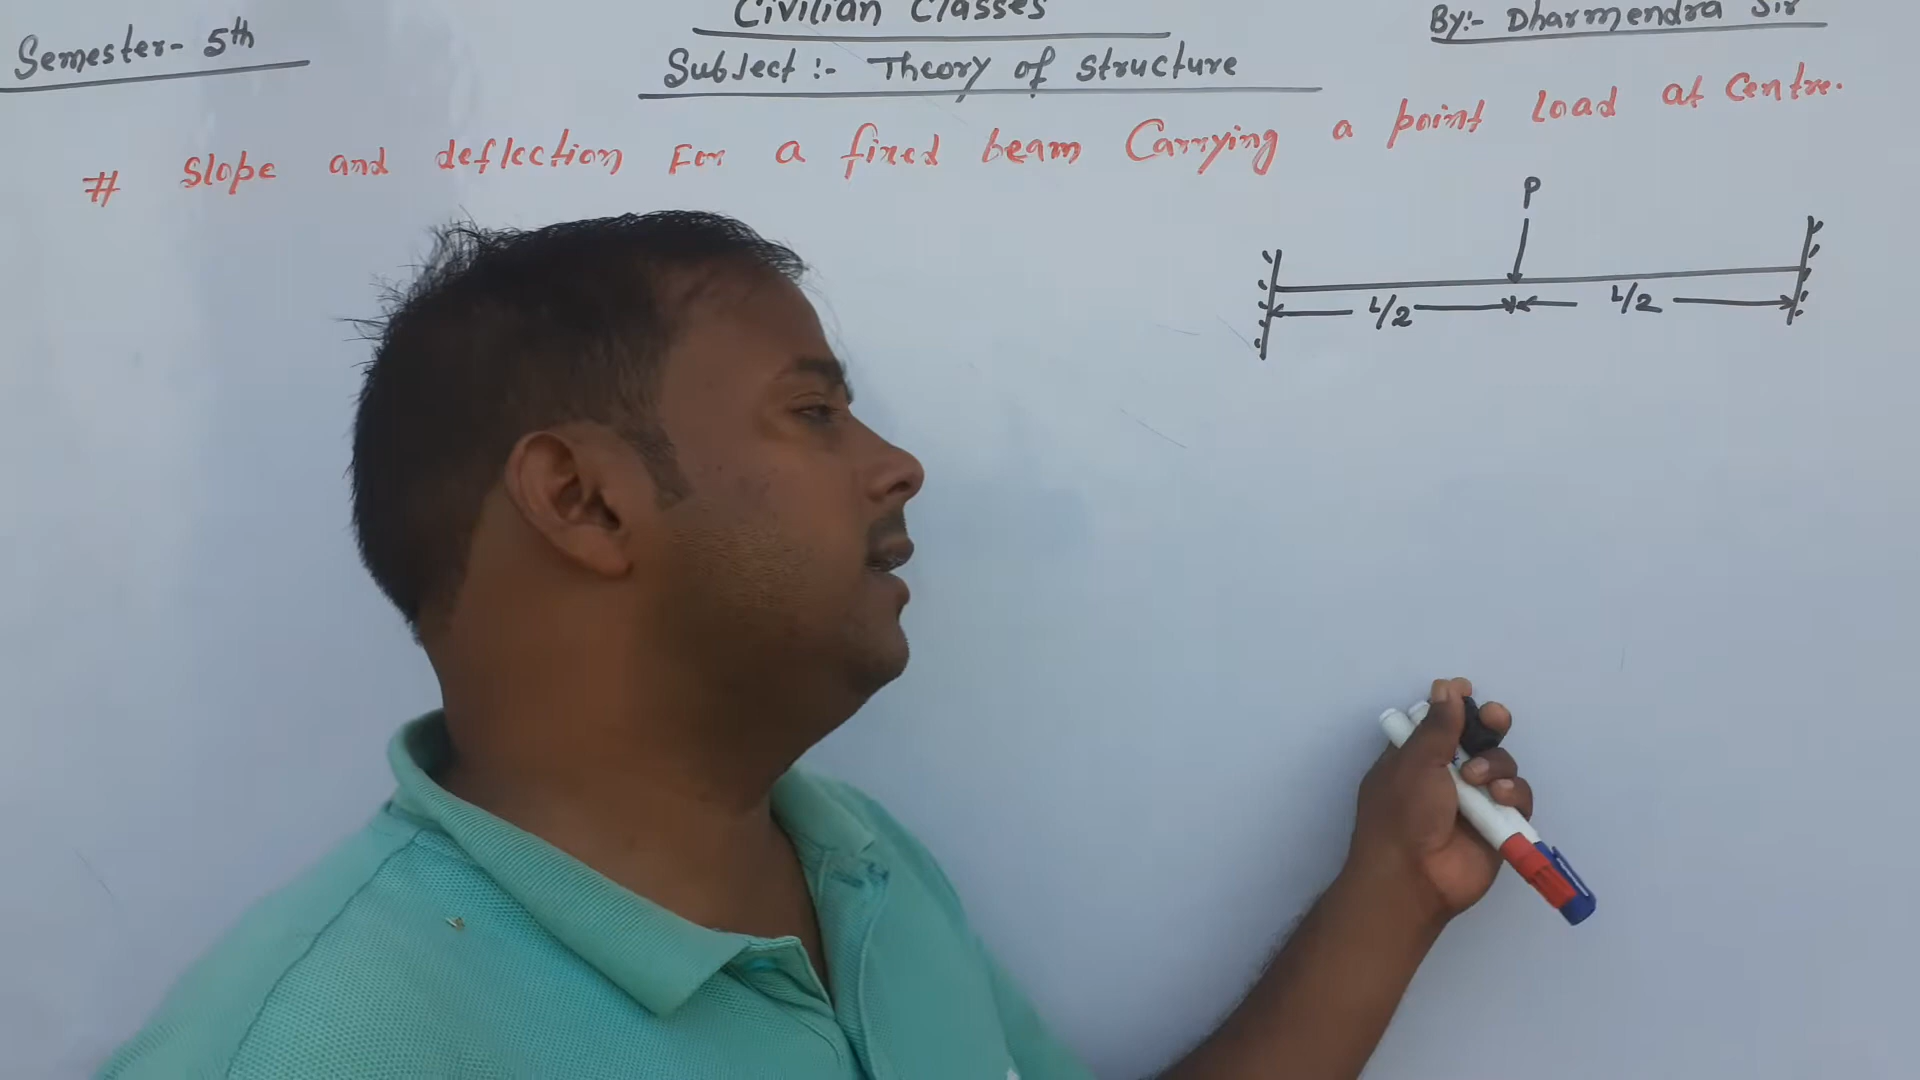 Semester- 5th
Civilian Classes
By:- Dharmendra Sir
Subject :- Theory of structure
# Slope and deflection For a fixed beam Carrying a point load at Centre.
P
L/2 L/2